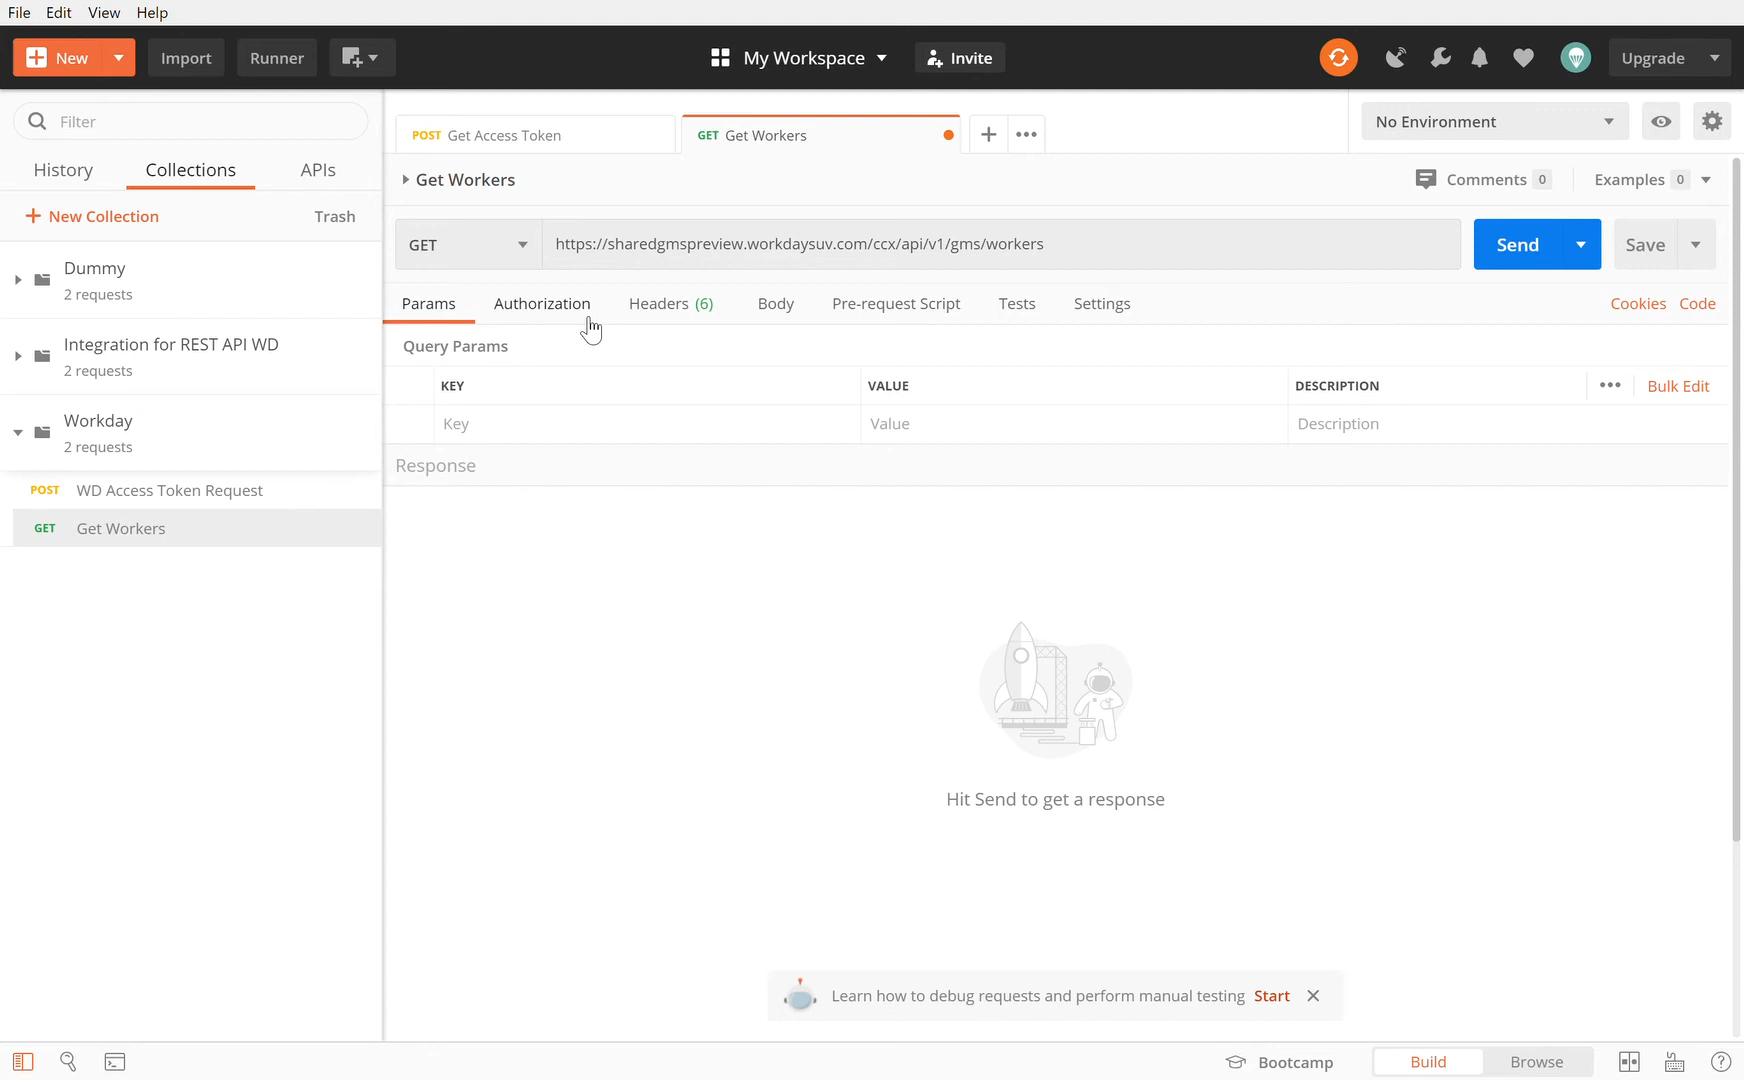 File Edit View Help
New Import Runner My Workspace Invite Upgrade
Filter
History Collections APIs
New Collection Trash
Dummy
2 requests
Integration for REST API WD
2 requests
Workday
2 requests
POST WD Access Token Request
GET Get Workers
POST Get Access Token GET Get Workers No Environment
Get Workers Comments 0 Examples 0
GET https://sharedgmspreview.workdaysuv.com/ccx/api/v1/gms/workers Send Save
Params Authorization Headers (6) Body Pre-request Script Tests Settings Cookies Code
Query Params
KEY VALUE DESCRIPTION Bulk Edit
Key Value Description
Response
Hit Send to get a response
Learn how to debug requests and perform manual testing Start
Bootcamp Build Browse